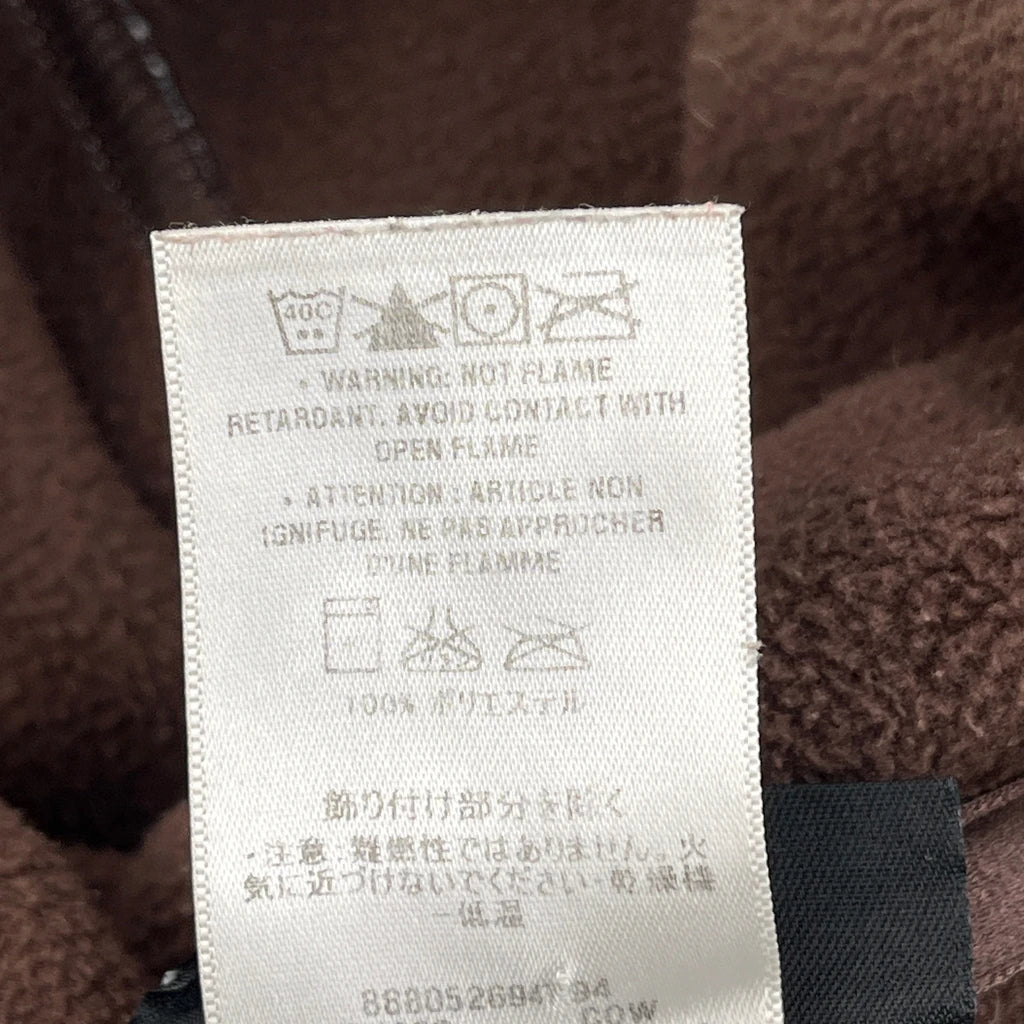 40C
• WARNING: NOT FLAME
RETARDANT. AVOID CONTACT WITH
OPEN FLAME
• ATTENTION : ARTICLE NON
IGNIFUGE. NE PAS APPROCHER
D'UNE FLAMME
100% ポリエステル
飾り付け部分を除く
・注意:難燃性ではありません。火
気に近づけないでください-乾燥機
-低温